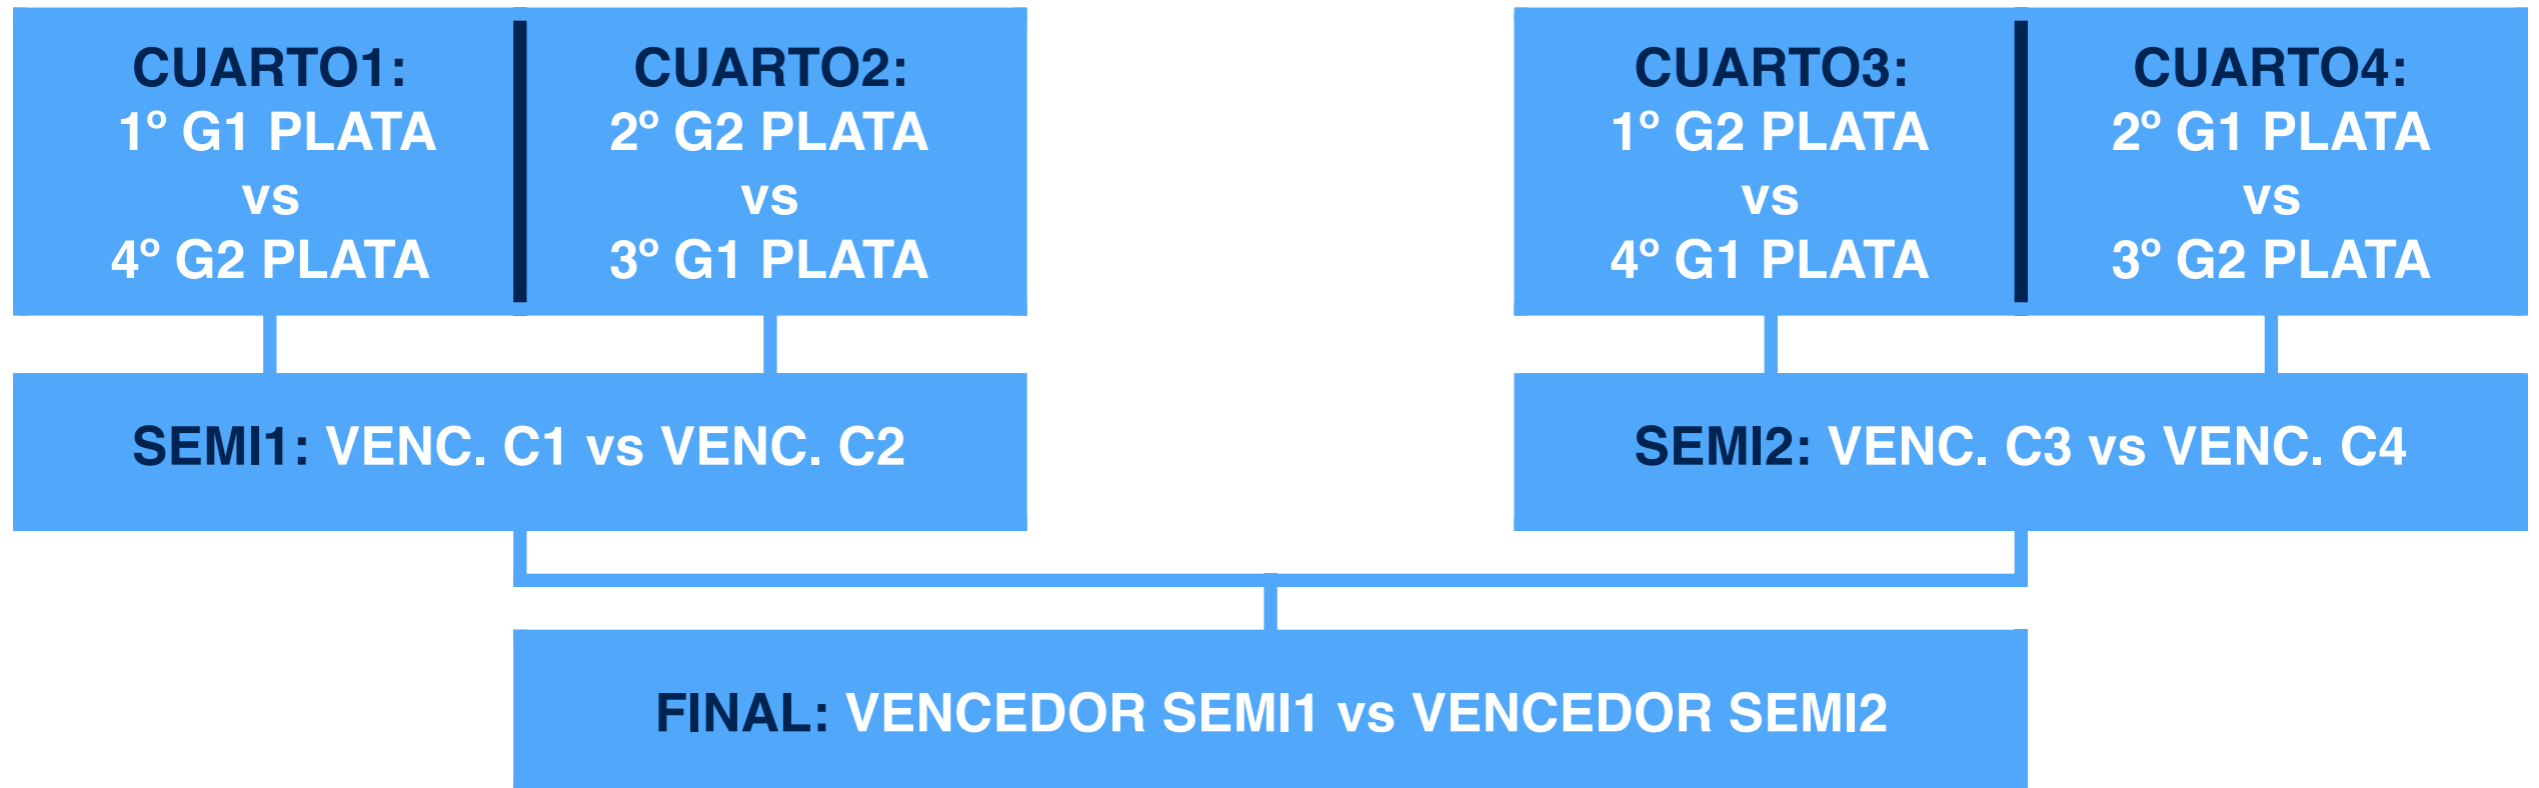 CUARTO1:
1º G1 PLATA
vs
4º G2 PLATA
CUARTO2:
2º G2 PLATA
vs
3º G1 PLATA
CUARTO3:
1º G2 PLATA
vs
4º G1 PLATA
CUARTO4:
2º G1 PLATA
vs
3º G2 PLATA
SEMI1: VENC. C1 vs VENC. C2
SEMI2: VENC. C3 vs VENC. C4
FINAL: VENCEDOR SEMI1 vs VENCEDOR SEMI2